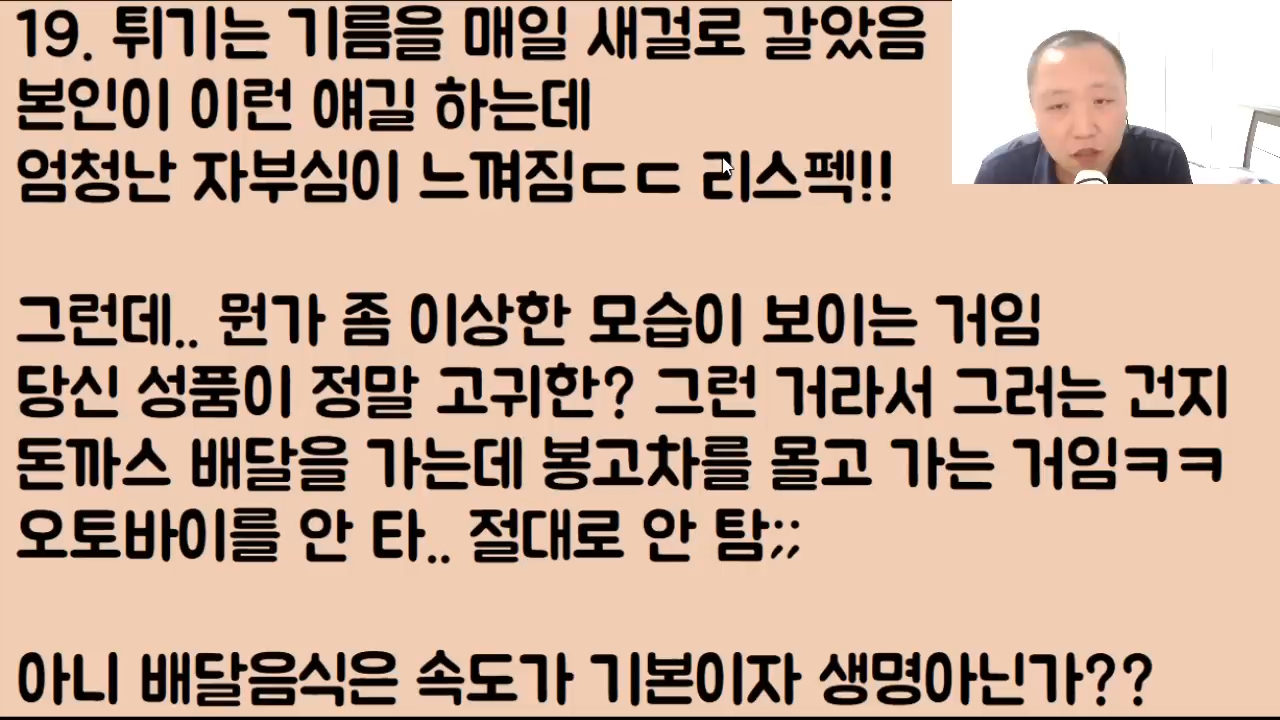 19. 튀기는 기름을 매일 새걸로 갈았음
본인이 이런 얘길 하는데
엄청난 자부심이 느껴짐ㄷㄷ 리스펙!!
그런데.. 뭔가 좀 이상한 모습이 보이는 거임
당신 성품이 정말 고귀한? 그런 거라서 그러는 건지
돈까스 배달을 가는데 봉고차를 몰고 가는 거임ㅋㅋ
오토바이를 안 타.. 절대로 안 탐;;
아니 배달음식은 속도가 기본이자 생명아닌가??